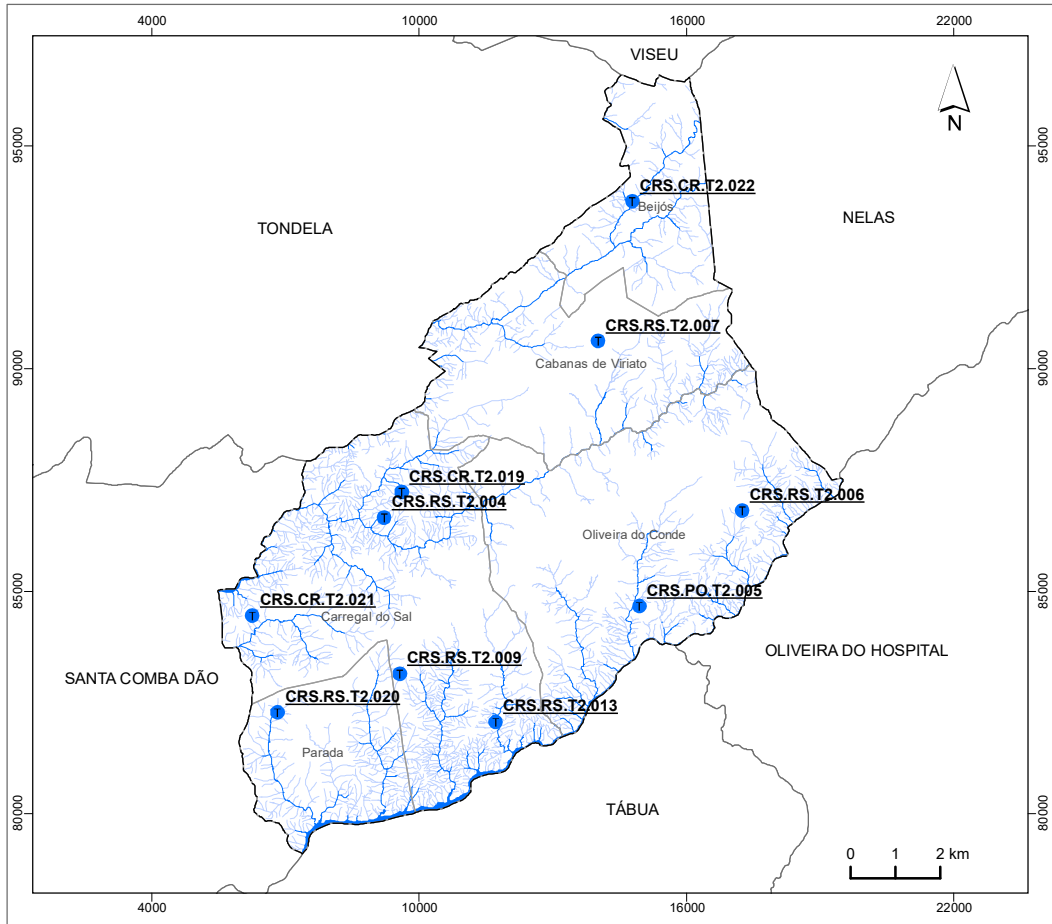 4000
10000
16000
22000
VISEU
N
95000
95000
CRS.CR.T2.022
T
Beijós
TONDELA
NELAS
CRS.RS.T2.007
T
Cabanas de Viriato
90000
90000
CRS.CR.T2.019
T
CRS.RS.T2.004
T
CRS.RS.T2.006
T
Oliveira do Conde
85000
85000
CRS.CR.T2.021
T
Carregal do Sal
CRS.PO.T2.005
T
OLIVEIRA DO HOSPITAL
SANTA COMBA DÃO
CRS.RS.T2.009
T
CRS.RS.T2.020
T
CRS.RS.T2.013
T
Parada
80000
80000
TÁBUA
0 1 2 km
4000
10000
16000
22000